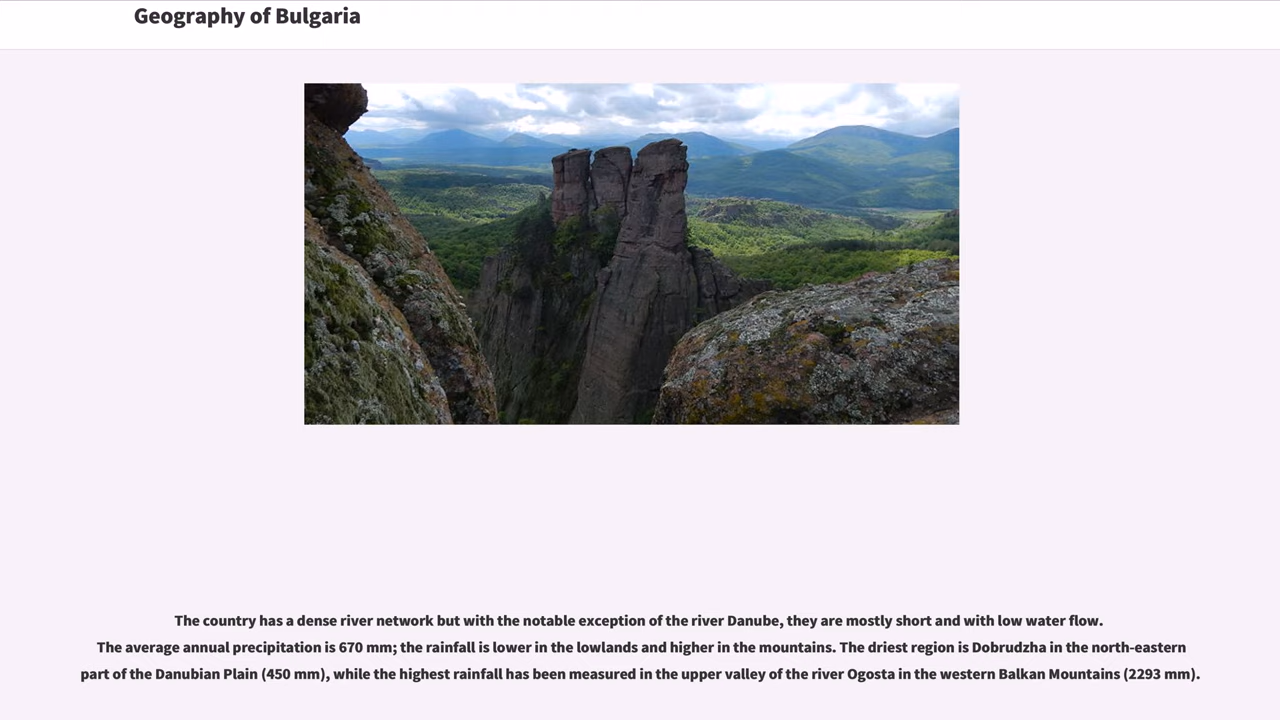 Geography of Bulgaria
The country has a dense river network but with the notable exception of the river Danube, they are mostly short and with low water flow.
The average annual precipitation is 670 mm; the rainfall is lower in the lowlands and higher in the mountains. The driest region is Dobrudzha in the north-eastern
part of the Danubian Plain (450 mm), while the highest rainfall has been measured in the upper valley of the river Ogosta in the western Balkan Mountains (2293 mm).